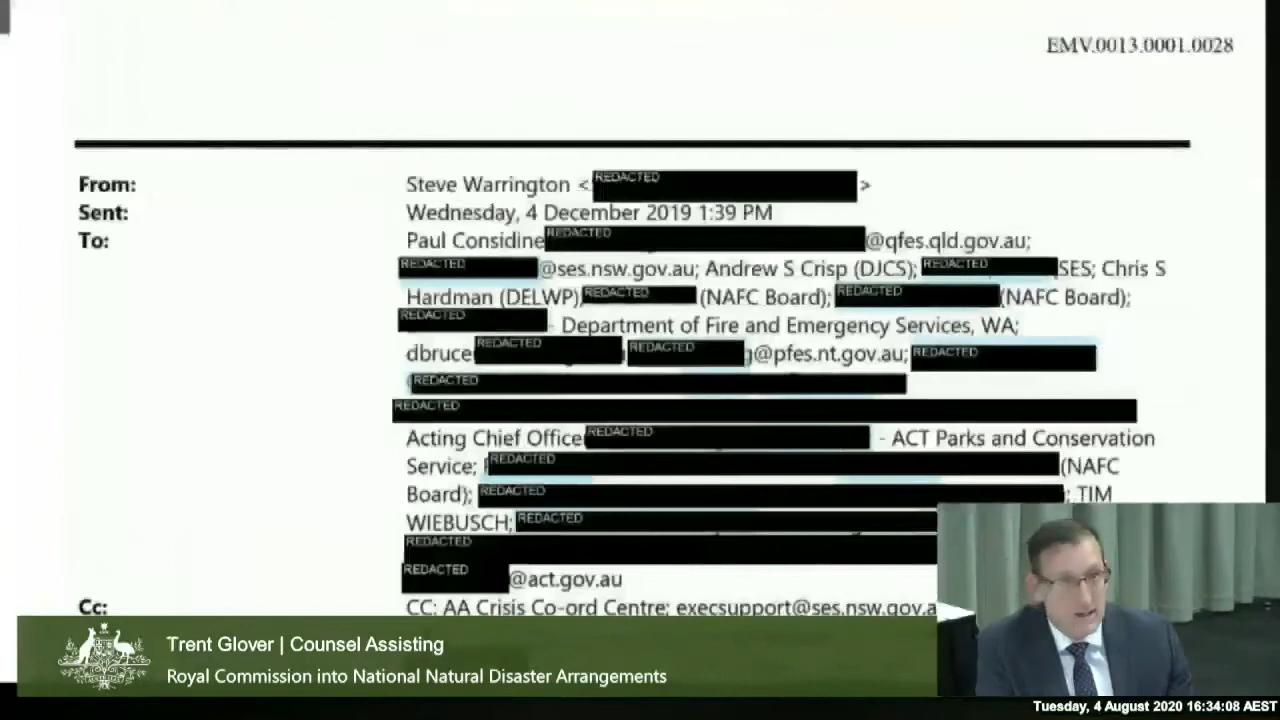 EMV.0013.0001.0028
From: Steve Warrington <REDACTED>
Sent: Wednesday, 4 December 2019 1:39 PM
To: Paul Considine REDACTED @qfes.qld.gov.au;
REDACTED @ses.nsw.gov.au; Andrew S Crisp (DJCS); REDACTED SES; Chris S
Hardman (DELWP) REDACTED (NAFC Board); REDACTED (NAFC Board);
REDACTED - Department of Fire and Emergency Services, WA;
dbruce REDACTED REDACTED g@pfes.nt.gov.au; REDACTED
(REDACTED
REDACTED
Acting Chief Office REDACTED - ACT Parks and Conservation
Service; REDACTED (NAFC
Board); REDACTED ; TIM
WIEBUSCH; REDACTED
REDACTED
REDACTED @act.gov.au
Cc: CC: AA Crisis Co-ord Centre; execsupport@ses.nsw.gov.a
Trent Glover | Counsel Assisting
Royal Commission into National Natural Disaster Arrangements
Tuesday, 4 August 2020 16:34:08 AEST